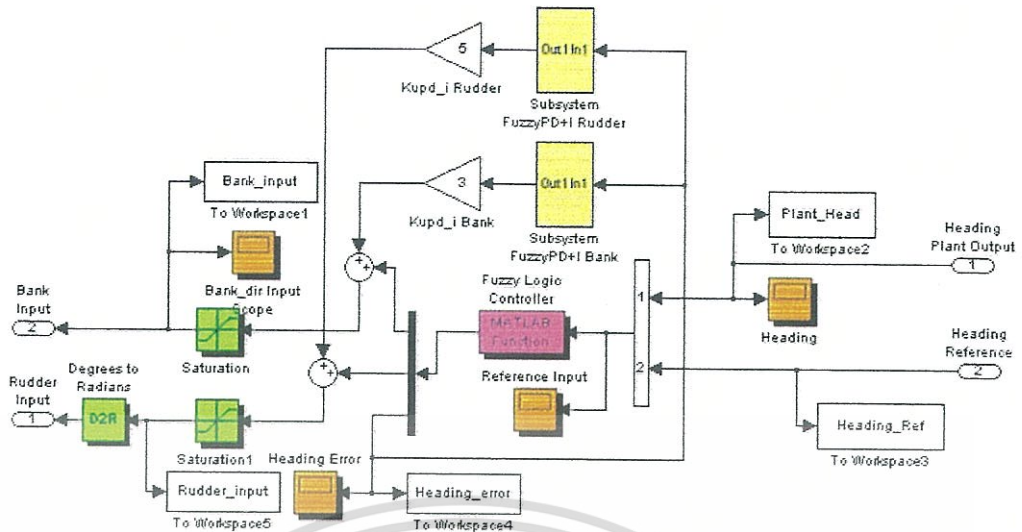 5
Kupd_i Rudder
Out1 In1
Subsystem
FuzzyPD+I Rudder
3
Kupd_i Bank
Out1 In1
Subsystem
FuzzyPD+I Bank
Bank_input
To Workspace1
Bank_dir Input
Scope
Bank
Input
2
Saturation
Rudder
Input
1
Degrees to
Radians
D2R
Saturation1
Rudder_input
To Workspace5
Heading Error
Heading_error
To Workspace4
Fuzzy Logic
Controller
MATLAB
Function
Reference Input
1
2
Plant_Head
To Workspace2
Heading
Plant Output
1
Heading
Heading
Reference
2
Heading_Ref
To Workspace3
+
+
+
+